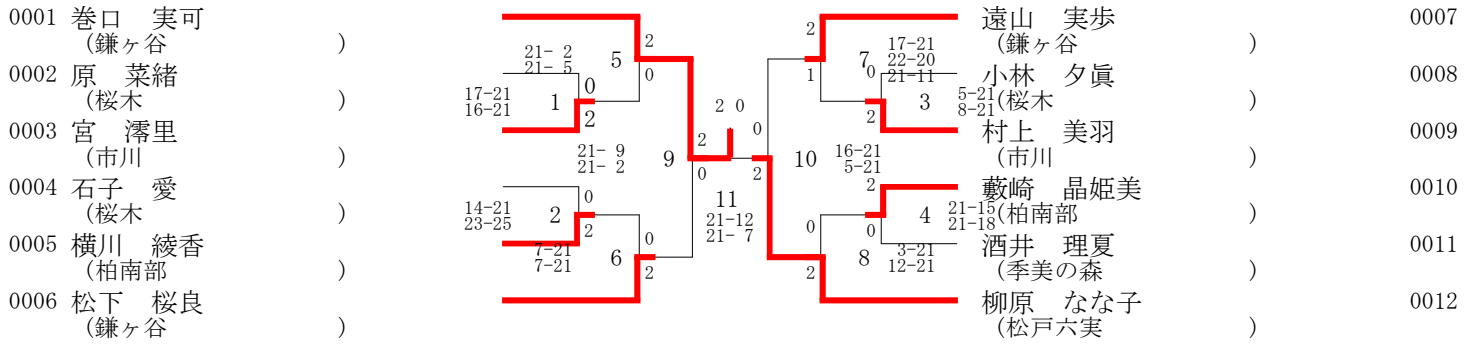 0001 巻口 実可
(鎌ヶ谷 )
0002 原 菜緒
(桜木 )
0003 宮 澪里
(市川 )
0004 石子 愛
(桜木 )
0005 横川 綾香
(柏南部 )
0006 松下 桜良
(鎌ヶ谷 )
2
5
0
21- 2
21- 5
0
1
2
17-21
16-21
21- 9
21- 2
9
2
0
0
2
2
14-21
23-25
0
6
2
7-21
7-21
2 0
11
21-12
21- 7
0
2
10
16-21
5-21
2
7
1
17-21
22-20
21-11
0
3
2
5-21
8-21
2
4
0
21-15
21-18
0
8
2
3-21
12-21
遠山 実歩 0007
(鎌ヶ谷 )
小林 夕眞 0008
(桜木 )
村上 美羽 0009
(市川 )
藪崎 晶姫美 0010
(柏南部 )
酒井 理夏 0011
(季美の森 )
柳原 なな子 0012
(松戸六実 )